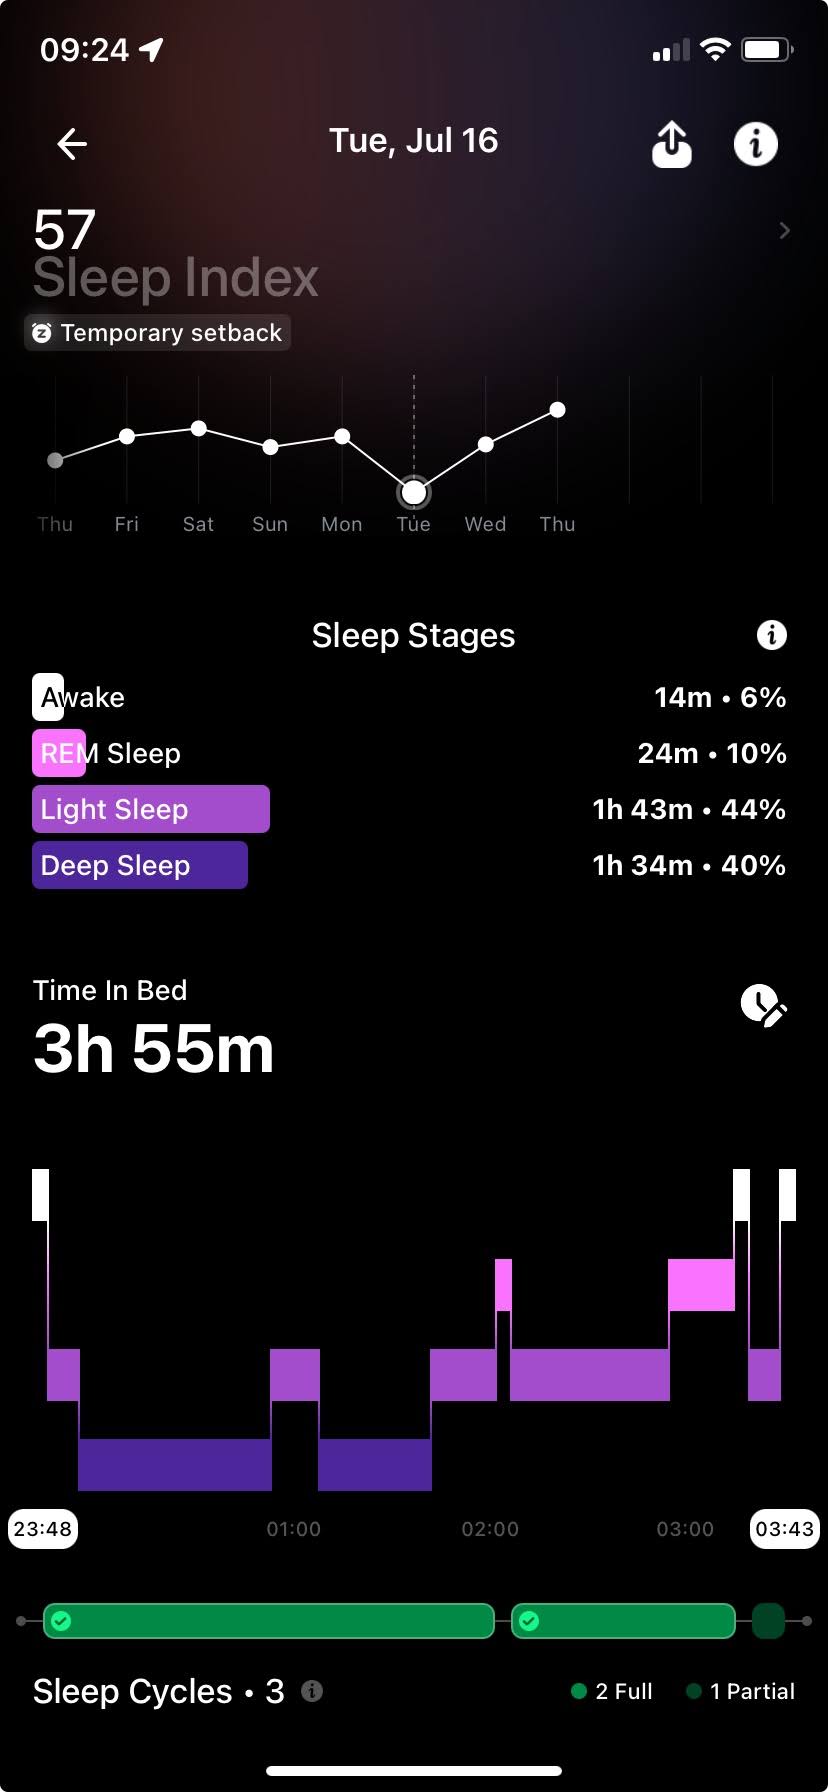 09:24
Tue, Jul 16
57
Sleep Index
Temporary setback
Thu Fri Sat Sun Mon Tue Wed Thu
Sleep Stages
Awake 14m • 6%
REM Sleep 24m • 10%
Light Sleep 1h 43m • 44%
Deep Sleep 1h 34m • 40%
Time In Bed
3h 55m
23:48 01:00 02:00 03:00 03:43
Sleep Cycles • 3 2 Full 1 Partial